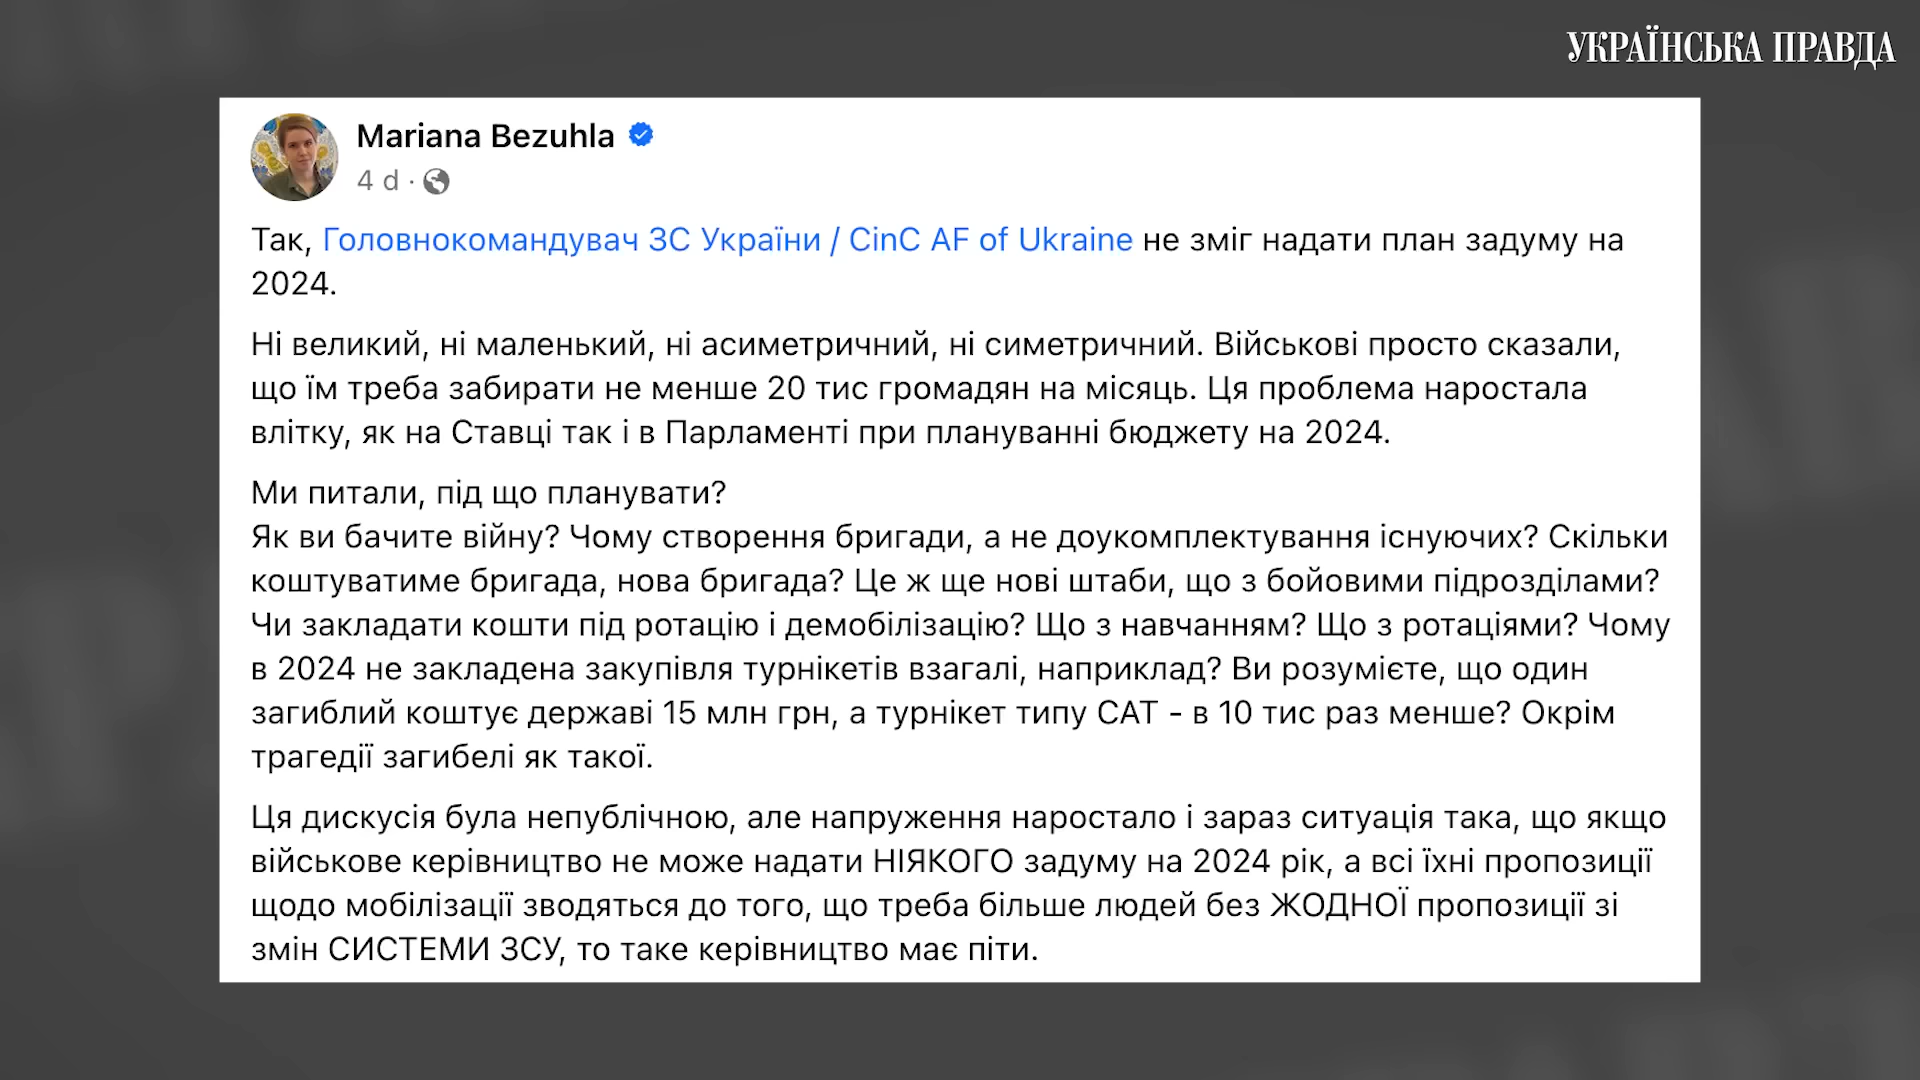 УКРАЇНСЬКА ПРАВДА
Mariana Bezuhla
4 d ·
Так, Головнокомандувач ЗС України / CinC AF of Ukraine не зміг надати план задуму на
2024.
Ні великий, ні маленький, ні асиметричний, ні симетричний. Військові просто сказали,
що їм треба забирати не менше 20 тис громадян на місяць. Ця проблема наростала
влітку, як на Ставці так і в Парламенті при плануванні бюджету на 2024.
Ми питали, під що планувати?
Як ви бачите війну? Чому створення бригади, а не доукомплектування існуючих? Скільки
коштуватиме бригада, нова бригада? Це ж ще нові штаби, що з бойовими підрозділами?
Чи закладати кошти під ротацію і демобілізацію? Що з навчанням? Що з ротаціями? Чому
в 2024 не закладена закупівля турнікетів взагалі, наприклад? Ви розумієте, що один
загиблий коштує державі 15 млн грн, а турнікет типу САТ - в 10 тис раз менше? Окрім
трагедії загибелі як такої.
Ця дискусія була непублічною, але напруження наростало і зараз ситуація така, що якщо
військове керівництво не може надати НІЯКОГО задуму на 2024 рік, а всі їхні пропозиції
щодо мобілізації зводяться до того, що треба більше людей без ЖОДНОЇ пропозиції зі
змін СИСТЕМИ ЗСУ, то таке керівництво має піти.